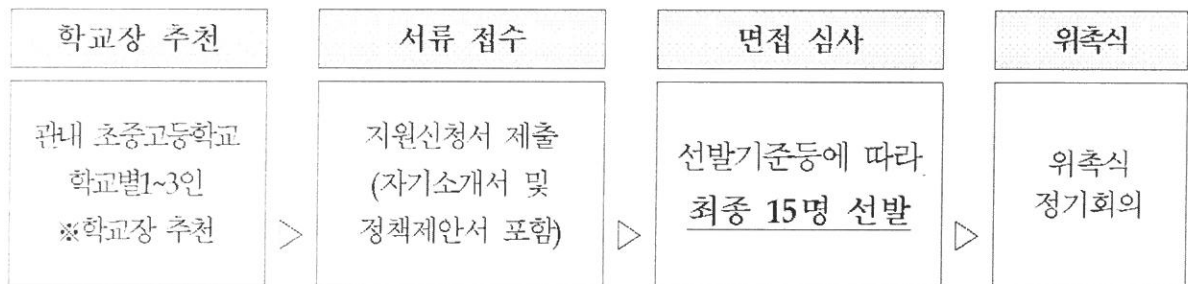 학교장 추천
관내 초중고등학교
학교별1~3인
※학교장 추천
서류 접수
지원신청서 제출
(자기소개서 및
정책제안서 포함)
면접 심사
선발기준등에 따라
최종 15명 선발
위촉식
위촉식
정기회의